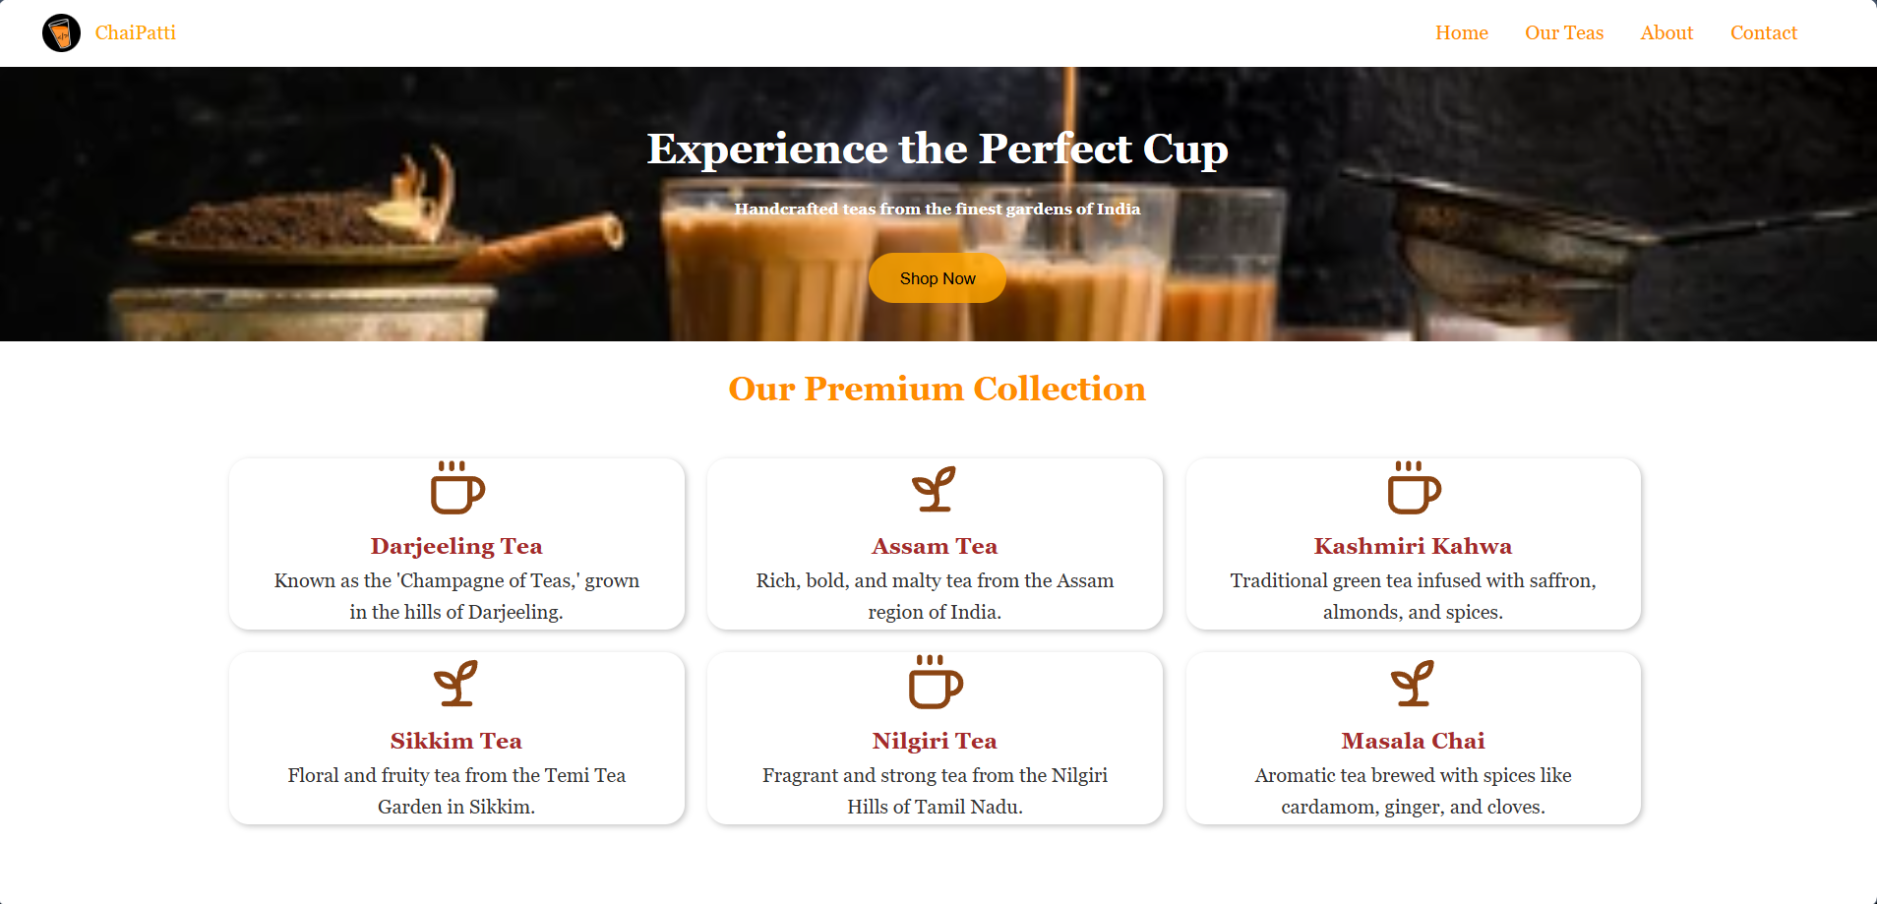 ChaiPatti
Home
Our Teas
About
Contact
Experience the Perfect Cup
Handcrafted teas from the finest gardens of India
Shop Now
Our Premium Collection
Darjeeling Tea
Known as the 'Champagne of Teas,' grown
in the hills of Darjeeling.
Assam Tea
Rich, bold, and malty tea from the Assam
region of India.
Kashmiri Kahwa
Traditional green tea infused with saffron,
almonds, and spices.
Sikkim Tea
Floral and fruity tea from the Temi Tea
Garden in Sikkim.
Nilgiri Tea
Fragrant and strong tea from the Nilgiri
Hills of Tamil Nadu.
Masala Chai
Aromatic tea brewed with spices like
cardamom, ginger, and cloves.